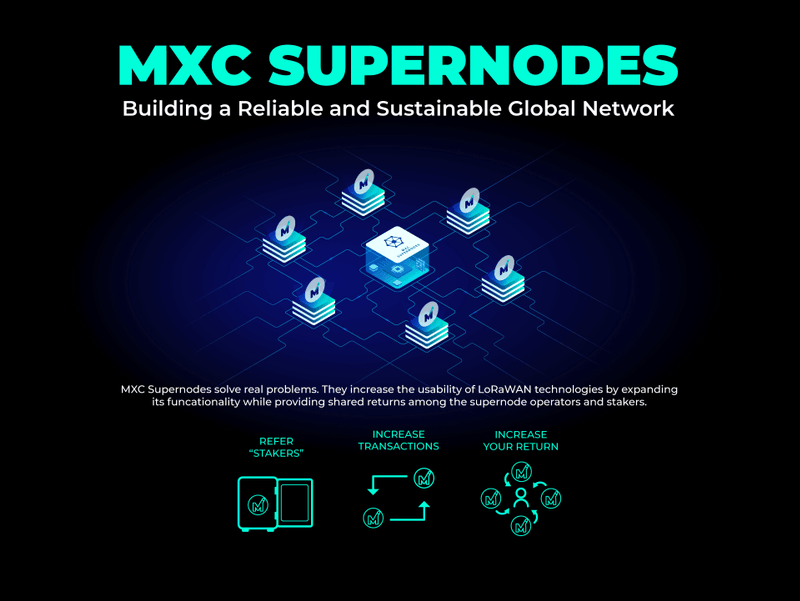 MXC SUPERNODES
Building a Reliable and Sustainable Global Network
MXC
SUPERNODE
MXC Supernodes solve real problems. They increase the usability of LoRaWAN technologies by expanding
its funcationality while providing shared returns among the supernode operators and stakers.
REFER
“STAKERS”
INCREASE
TRANSACTIONS
INCREASE
YOUR RETURN